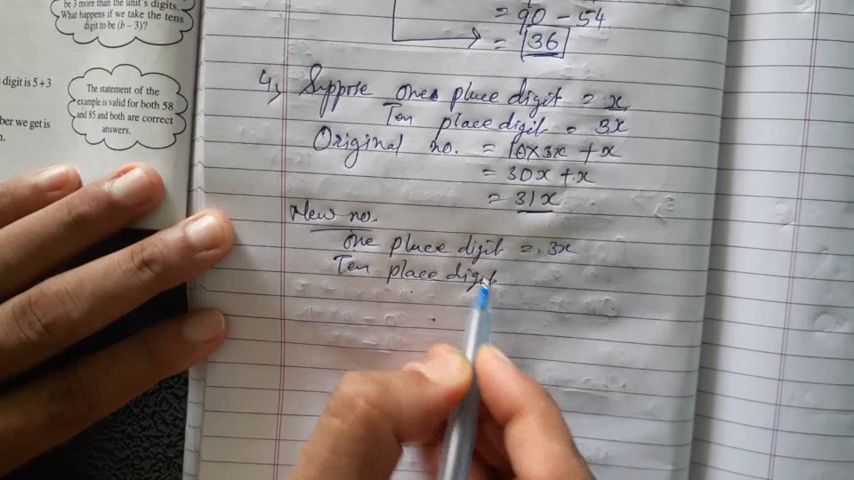 be 3 more than the unit's digits.
What happens if we take the tens
digit to be (b – 3)?
digit is 5 + 3
The statement of the
example is valid for both 58
and 85 and both are correct
answers.
ber we get is
n.
= 90 - 54
= 36
4, Suppose ones place digit = x
Ten place digit = 3x
Original no. = 10 × 3x + x
= 30x + x
= 31x
New no.
One place digit = 3x
Ten place digit